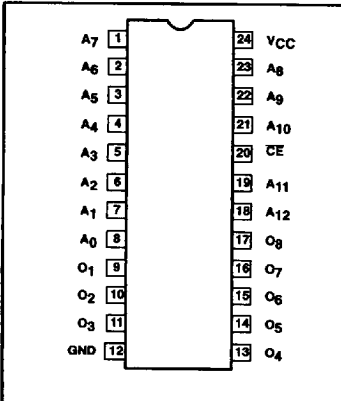 A7 1 24 VCC
A6 2 23 A8
A5 3 22 A9
A4 4 21 A10
A3 5 20 C̅E̅
A2 6 19 A11
A1 7 18 A12
A0 8 17 O8
O1 9 16 O7
O2 10 15 O6
O3 11 14 O5
GND 12 13 O4